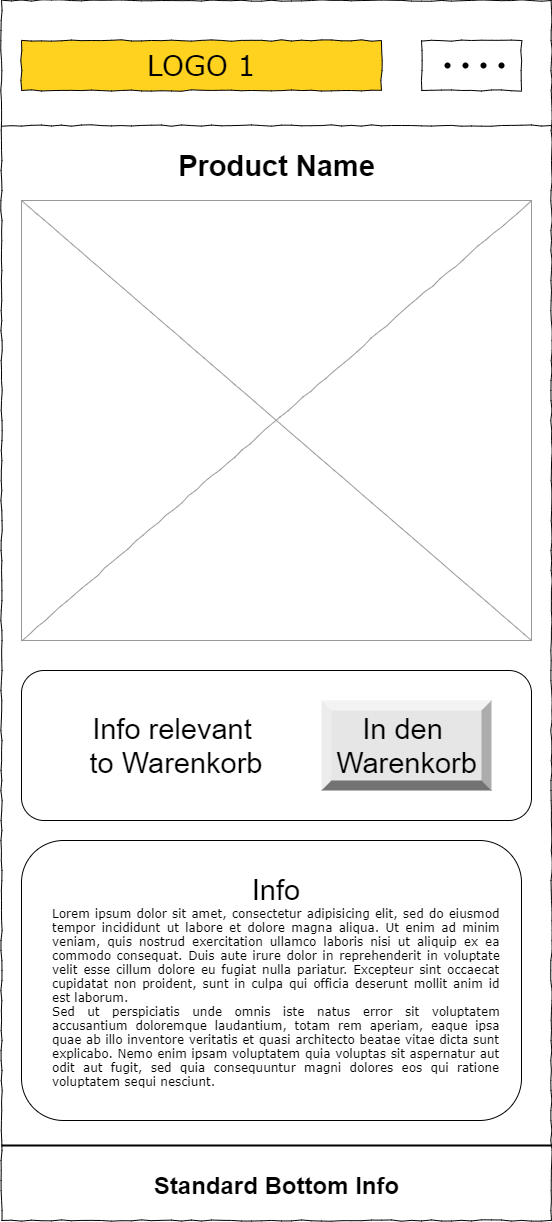 LOGO 1
Product Name
Info relevant
to Warenkorb
In den
Warenkorb
Info
Lorem ipsum dolor sit amet, consectetur adipisicing elit, sed do eiusmod
tempor incididunt ut labore et dolore magna aliqua. Ut enim ad minim
veniam, quis nostrud exercitation ullamco laboris nisi ut aliquip ex ea
commodo consequat. Duis aute irure dolor in reprehenderit in voluptate
velit esse cillum dolore eu fugiat nulla pariatur. Excepteur sint occaecat
cupidatat non proident, sunt in culpa qui officia deserunt mollit anim id
est laborum.
Sed ut perspiciatis unde omnis iste natus error sit voluptatem
accusantium doloremque laudantium, totam rem aperiam, eaque ipsa
quae ab illo inventore veritatis et quasi architecto beatae vitae dicta sunt
explicabo. Nemo enim ipsam voluptatem quia voluptas sit aspernatur aut
odit aut fugit, sed quia consequuntur magni dolores eos qui ratione
voluptatem sequi nesciunt.
Standard Bottom Info